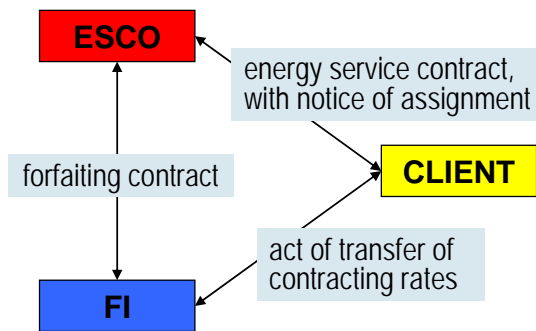 ESCO
energy service contract,
with notice of assignment
forfaiting contract
CLIENT
act of transfer of
contracting rates
FI